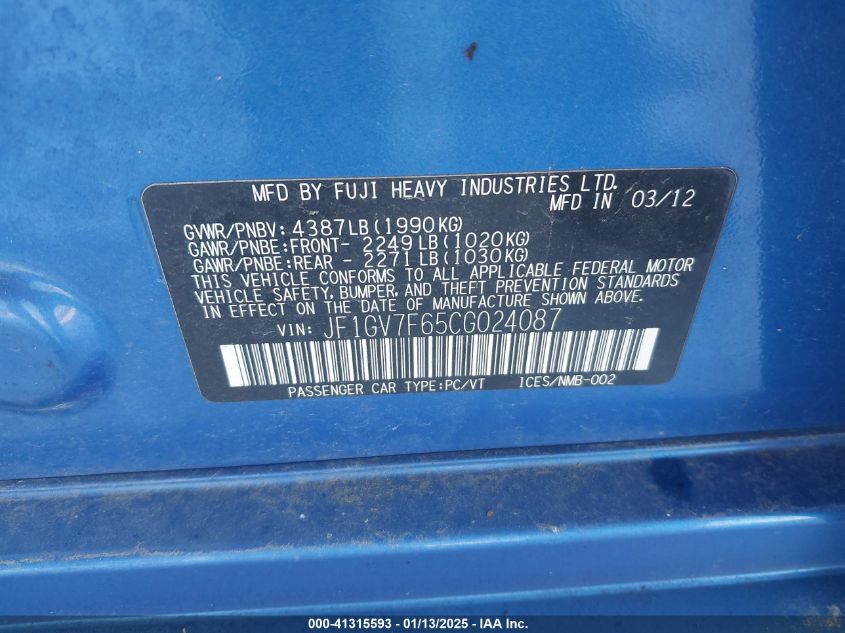 MFD BY FUJI HEAVY INDUSTRIES LTD.
MFD IN 03/12
GVWR/PNBV: 4387LB(1990KG)
GAWR/PNBE:FRONT- 2249LB(1020KG)
GAWR/PNBE:REAR - 2271LB(1030KG)
THIS VEHICLE CONFORMS TO ALL APPLICABLE FEDERAL MOTOR
VEHICLE SAFETY, BUMPER, AND THEFT PREVENTION STANDARDS
IN EFFECT ON THE DATE OF MANUFACTURE SHOWN ABOVE.
VIN: JF1GV7F65CG024087
PASSENGER CAR TYPE:PC/VT ICES/NMB-002
000-41315593 - 01/13/2025 - IAA Inc.